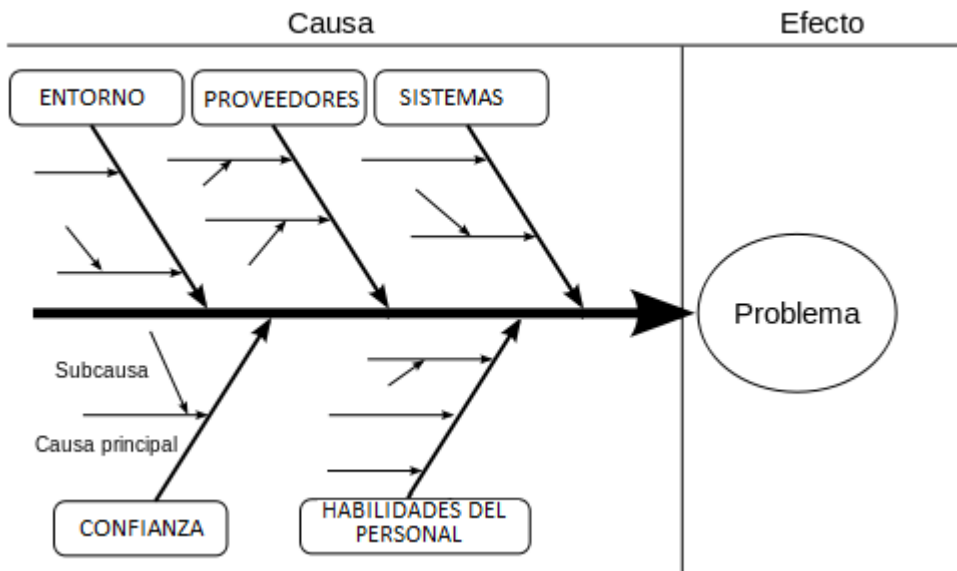 Causa
Efecto
ENTORNO
PROVEEDORES
SISTEMAS
Problema
Subcausa
Causa principal
CONFIANZA
HABILIDADES DEL
PERSONAL